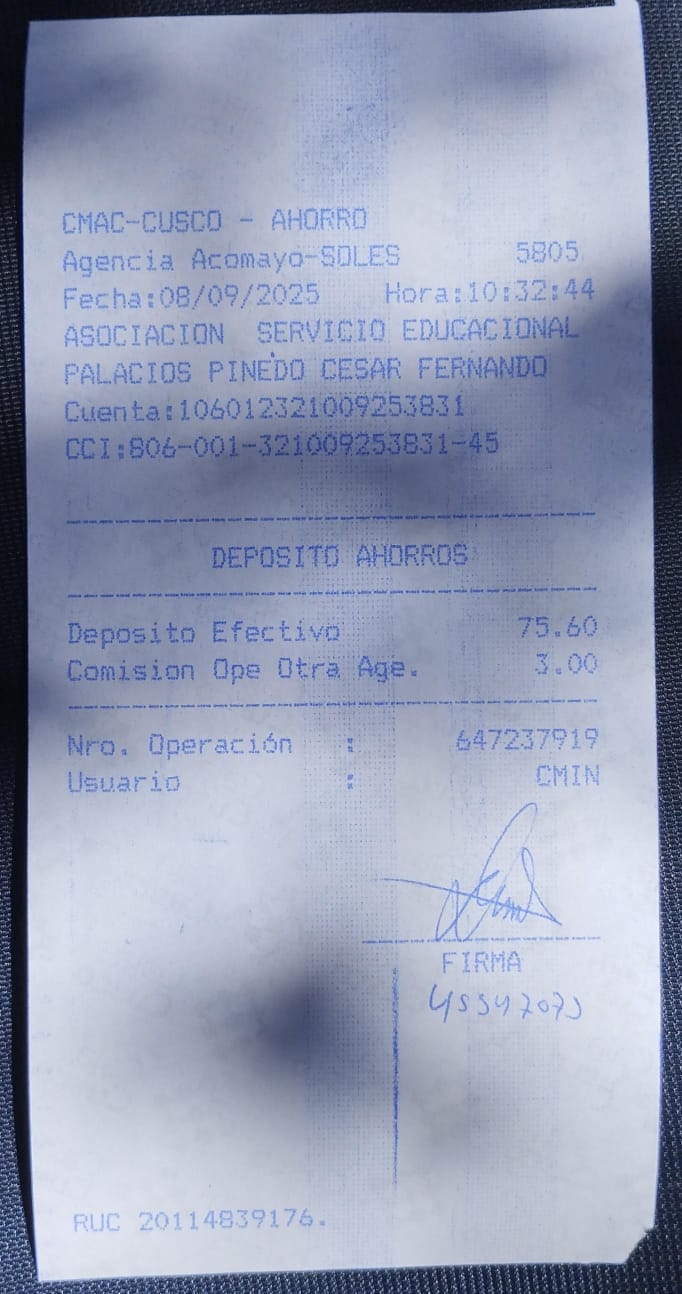 CMAC-CUSCO - AHORRO
Agencia Acomayo-SOLES 5805
Fecha:08/09/2025 Hora:10:32:44
ASOCIACION SERVICIO EDUCACIONAL
PALACIOS PINEDO CESAR FERNANDO
Cuenta:106012321009253831
CCI:806-001-321009253831-45
DEPOSITO AHORROS
Deposito Efectivo 75.60
Comision Ope Otra Age. 3.00
Nro. Operación : 647237919
Usuario : CMIN
FIRMA
RUC 20114839176.